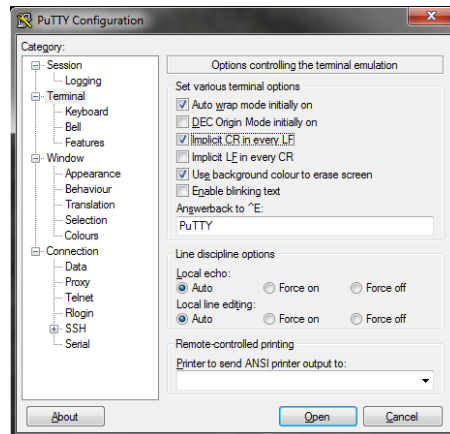 PuTTY Configuration
Category:
Session
Logging
Terminal
Keyboard
Bell
Features
Window
Appearance
Behaviour
Translation
Selection
Colours
Connection
Data
Proxy
Telnet
Rlogin
SSH
Serial
Options controlling the terminal emulation
Set various terminal options
Auto wrap mode initially on
DEC Origin Mode initially on
Implicit CR in every LF
Implicit LF in every CR
Use background colour to erase screen
Enable blinking text
Answerback to ^E:
PuTTY
Line discipline options
Local echo:
Auto Force on Force off
Local line editing:
Auto Force on Force off
Remote-controlled printing
Printer to send ANSI printer output to:
About Open Cancel